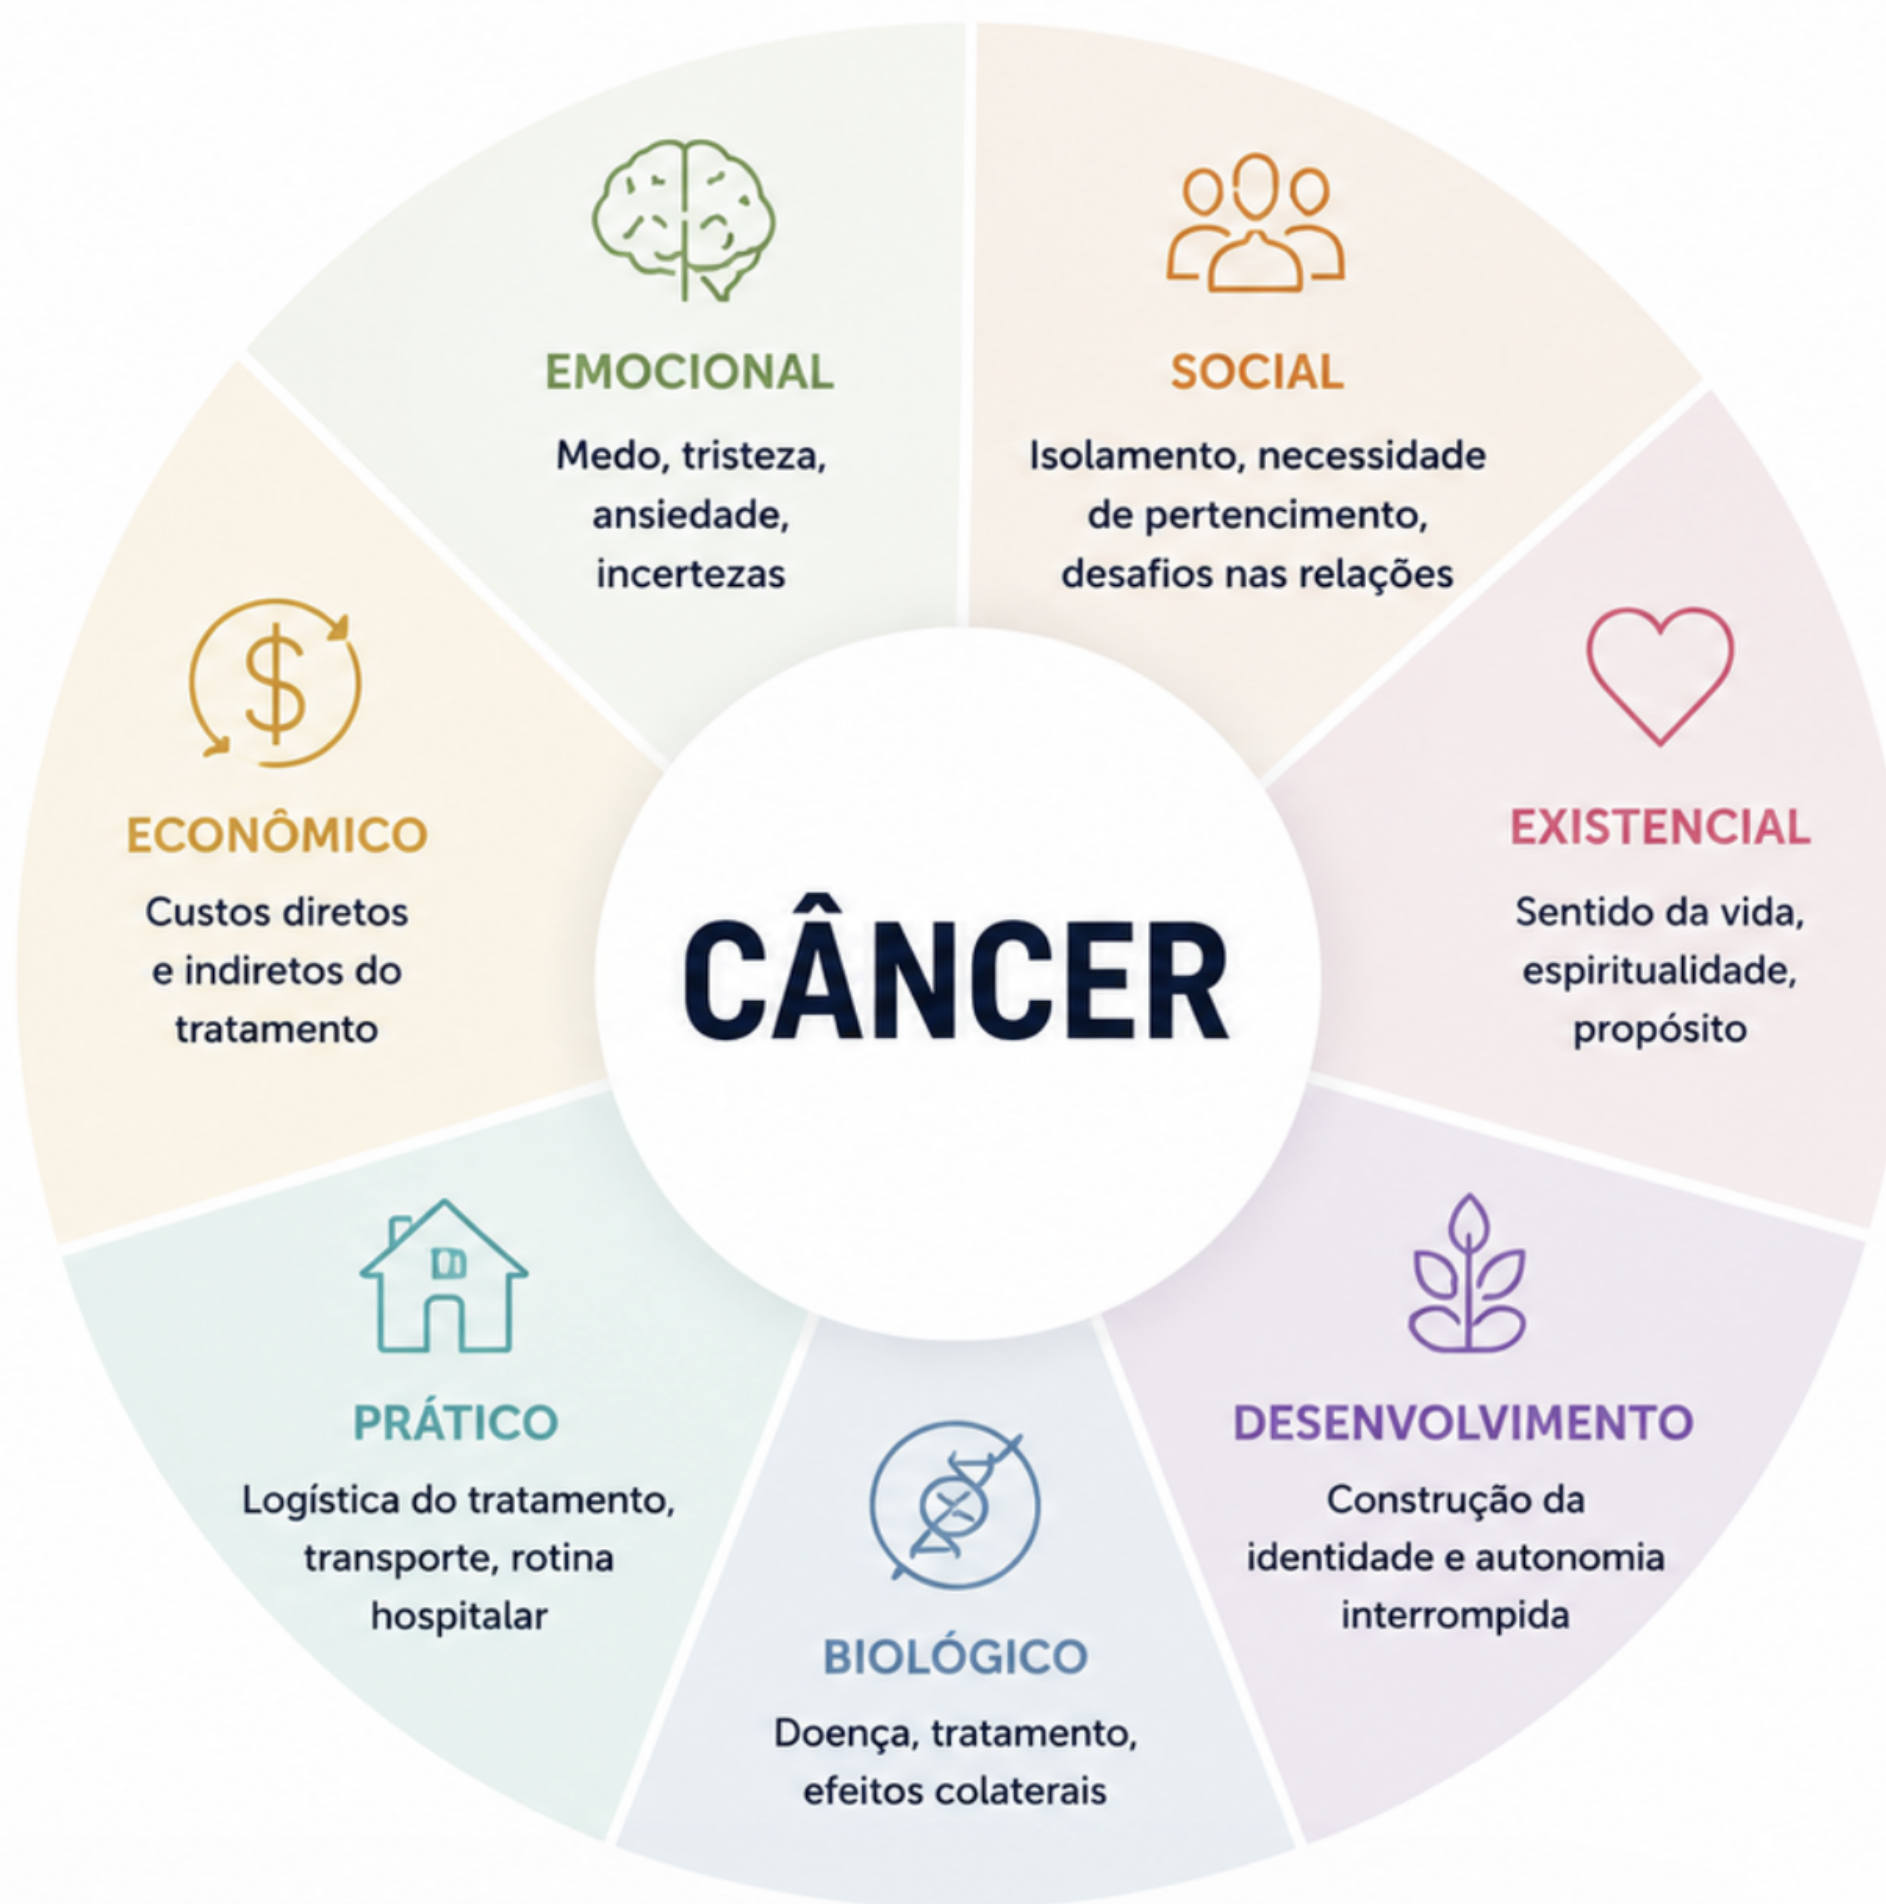 EMOCIONAL
Medo, tristeza,
ansiedade,
incertezas
SOCIAL
Isolamento, necessidade
de pertencimento,
desafios nas relações
ECONÔMICO
Custos diretos
e indiretos do
tratamento
CÂNCER
EXISTENCIAL
Sentido da vida,
espiritualidade,
propósito
PRÁTICO
Logística do tratamento,
transporte, rotina
hospitalar
BIOLÓGICO
Doença, tratamento,
efeitos colaterais
DESENVOLVIMENTO
Construção da
identidade e autonomia
interrompida